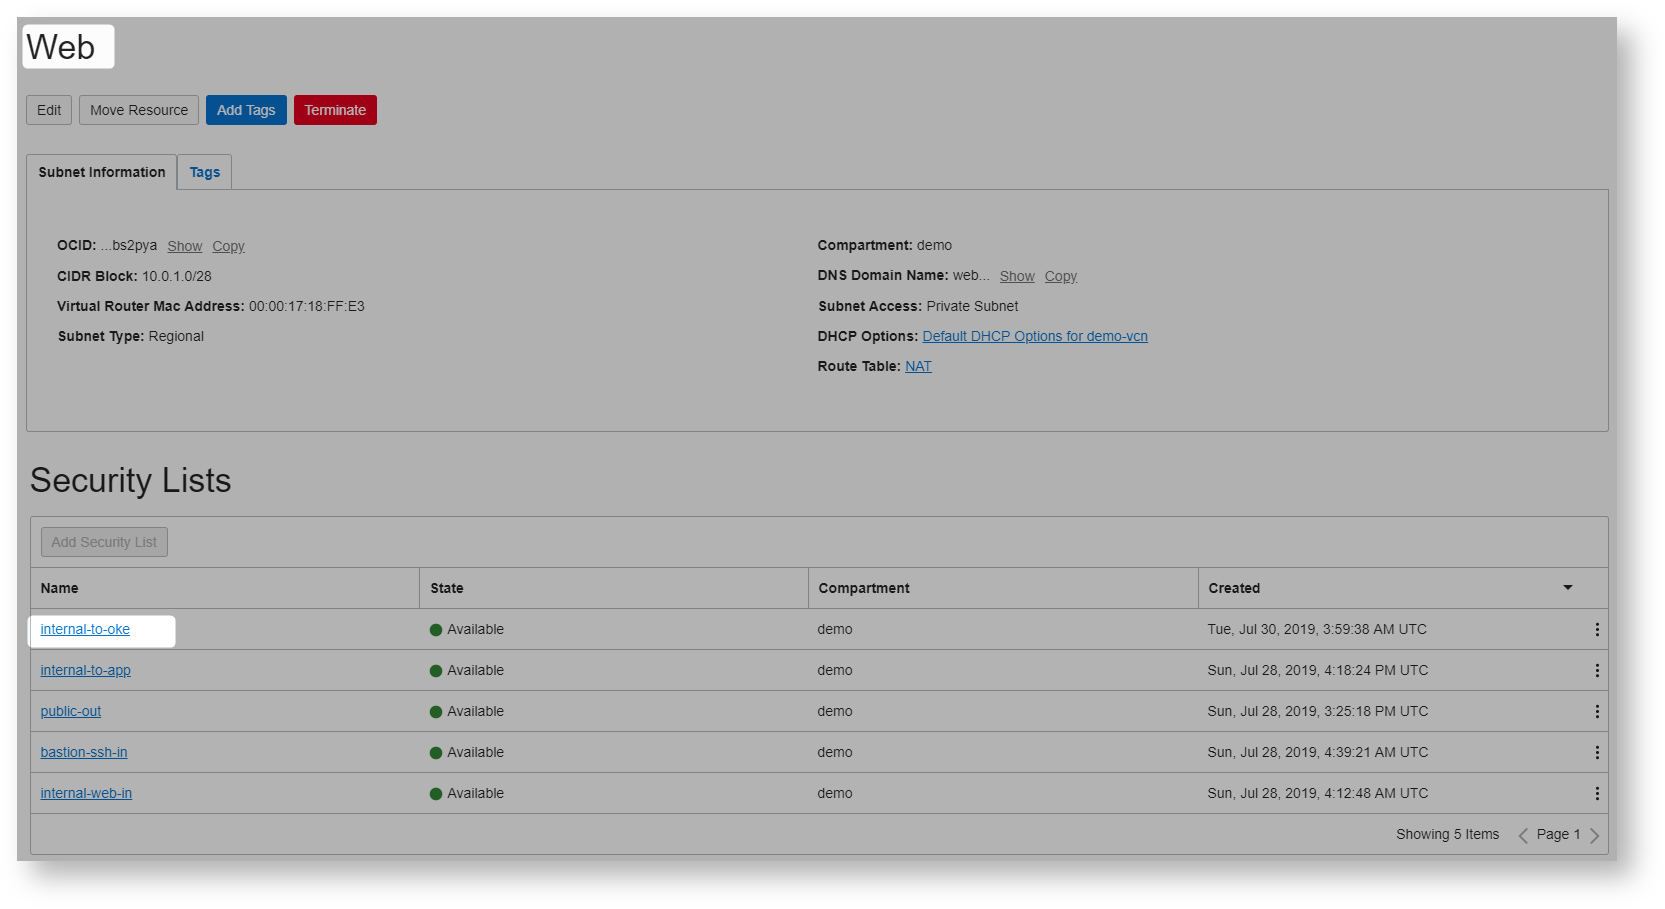 Web
Edit Move Resource Add Tags Terminate
Subnet Information Tags
OCID: ...bs2pya Show Copy
CIDR Block: 10.0.1.0/28
Virtual Router Mac Address: 00:00:17:18:FF:E3
Subnet Type: Regional
Compartment: demo
DNS Domain Name: web... Show Copy
Subnet Access: Private Subnet
DHCP Options: Default DHCP Options for demo-vcn
Route Table: NAT
Security Lists
Add Security List
Name State Compartment Created
internal-to-oke Available demo Tue, Jul 30, 2019, 3:59:38 AM UTC
internal-to-app Available demo Sun, Jul 28, 2019, 4:18:24 PM UTC
public-out Available demo Sun, Jul 28, 2019, 3:25:18 PM UTC
bastion-ssh-in Available demo Sun, Jul 28, 2019, 4:39:21 AM UTC
internal-web-in Available demo Sun, Jul 28, 2019, 4:12:48 AM UTC
Showing 5 Items Page 1